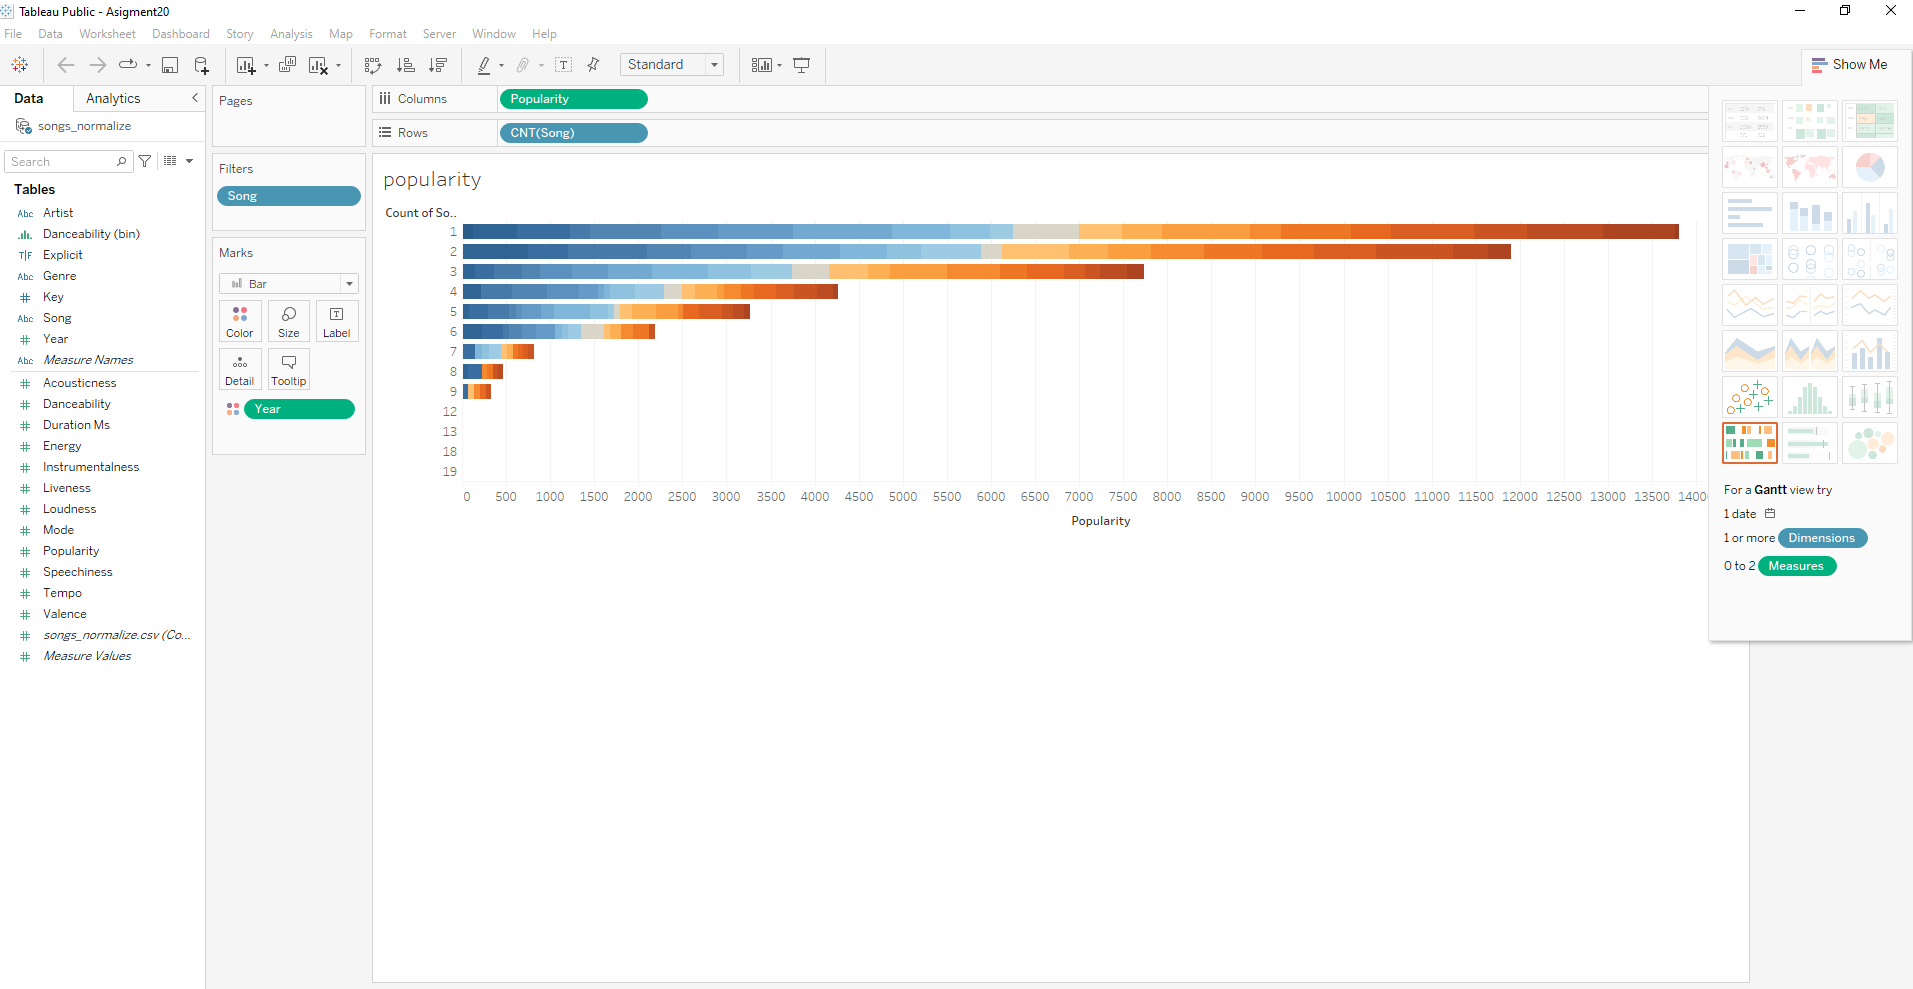 Tableau Public - Asigment20
File Data Worksheet Dashboard Story Analysis Map Format Server Window Help
Standard
Show Me
Data Analytics
songs_normalize
Search
Tables
Abc Artist
Danceability (bin)
T|F Explicit
Abc Genre
Key
Abc Song
Year
Abc Measure Names
Acousticness
Danceability
Duration Ms
Energy
Instrumentalness
Liveness
Loudness
Mode
Popularity
Speechiness
Tempo
Valence
songs_normalize.csv (Co...
Measure Values
Pages
Filters
Song
Marks
Bar
Color Size Label
Detail Tooltip
Year
Columns Popularity
Rows CNT(Song)
popularity
Count of So..
1
2
3
4
5
6
7
8
9
12
13
18
19
0 500 1000 1500 2000 2500 3000 3500 4000 4500 5000 5500 6000 6500 7000 7500 8000 8500 9000 9500 10000 10500 11000 11500 12000 12500 13000 13500
Popularity
For a Gantt view try
1 date
1 or more Dimensions
0 to 2 Measures